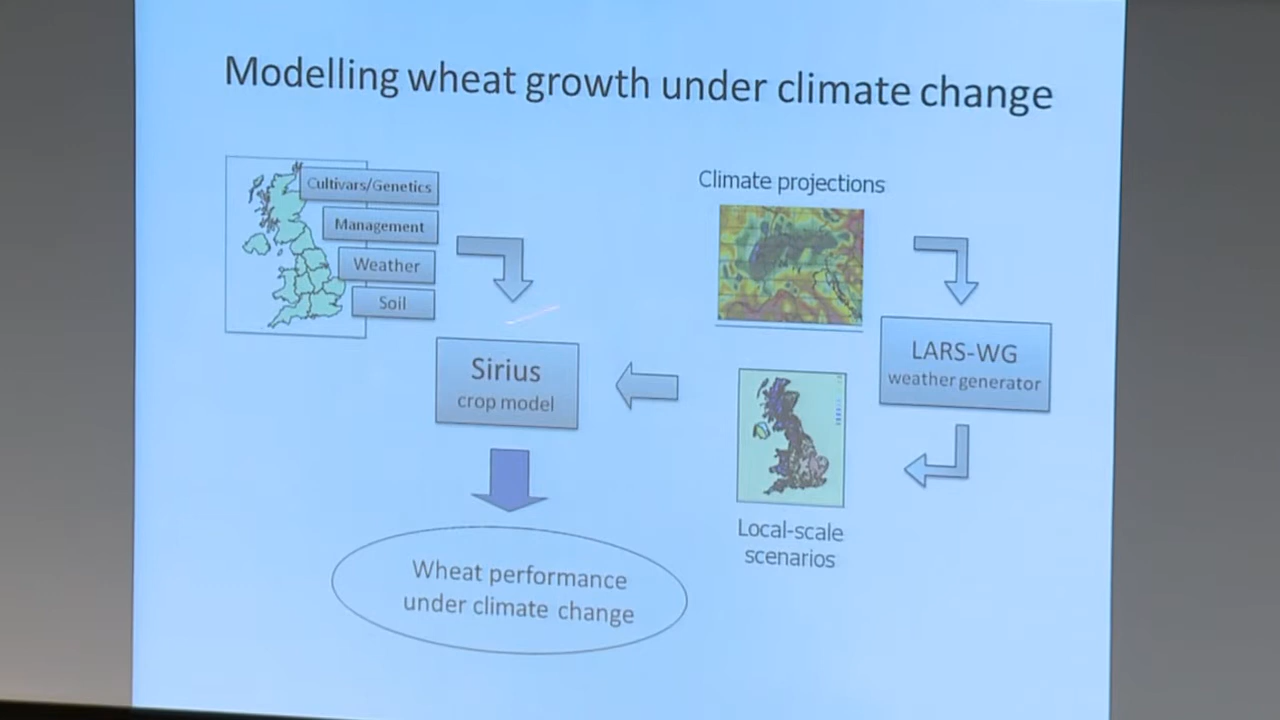 Modelling wheat growth under climate change
Cultivars/Genetics
Management
Weather
Soil
Climate projections
LARS-WG
weather generator
Sirius
crop model
Local-scale
scenarios
Wheat performance
under climate change